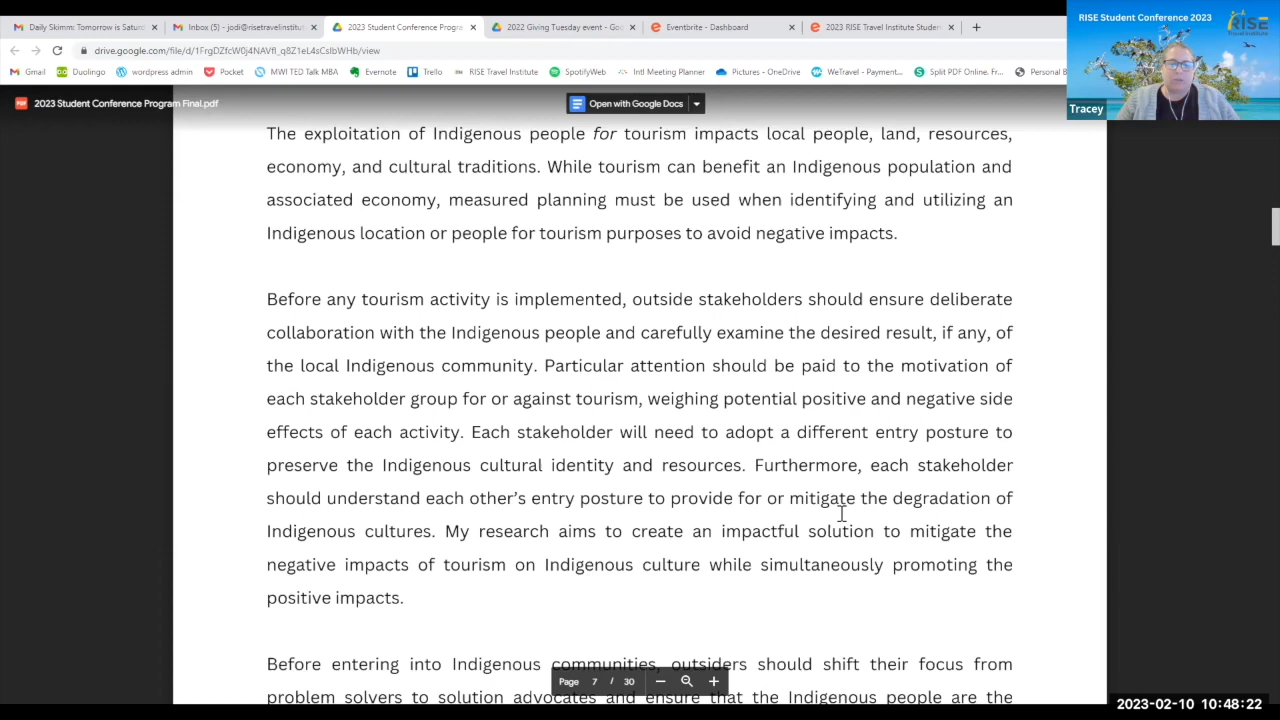 Daily Skimm: Tomorrow is Satur
Inbox (5) - jodi@risetravelinstitut
2023 Student Conference Progra
2022 Giving Tuesday event - Goo
Eventbrite - Dashboard
2023 RISE Travel Institute Studen
drive.google.com/file/d/1FrgDZfcW0j4NAVfI_q8Z1eL4sCsIbWHb/view
Gmail Duolingo wordpress admin Pocket MWI TED Talk MBA Evernote Trello RISE Travel Institute SpotifyWeb Intl Meeting Planner Pictures - OneDrive WeTravel - Payment... Split PDF Online. Fr... Personal B
RISE Student Conference 2023
RISE
Travel Institute
Tracey
PDF
2023 Student Conference Program Final.pdf
Open with Google Docs
The exploitation of Indigenous people for tourism impacts local people, land, resources,
economy, and cultural traditions. While tourism can benefit an Indigenous population and
associated economy, measured planning must be used when identifying and utilizing an
Indigenous location or people for tourism purposes to avoid negative impacts.
Before any tourism activity is implemented, outside stakeholders should ensure deliberate
collaboration with the Indigenous people and carefully examine the desired result, if any, of
the local Indigenous community. Particular attention should be paid to the motivation of
each stakeholder group for or against tourism, weighing potential positive and negative side
effects of each activity. Each stakeholder will need to adopt a different entry posture to
preserve the Indigenous cultural identity and resources. Furthermore, each stakeholder
should understand each other's entry posture to provide for or mitigate the degradation of
Indigenous cultures. My research aims to create an impactful solution to mitigate the
negative impacts of tourism on Indigenous culture while simultaneously promoting the
positive impacts.
Before entering into Indigenous communities, outsiders should shift their focus from
problem solvers to solution advocates and ensure that the Indigenous people are the
Page 7 / 30
2023-02-10 10:48:22